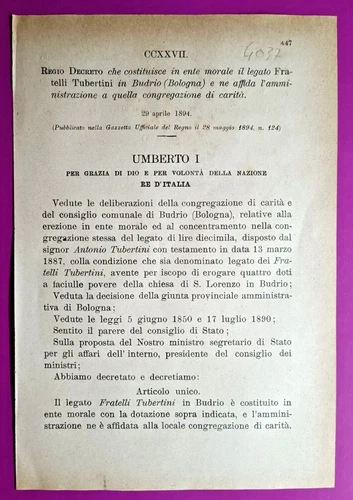 447
4037
CCXXVII.
REGIO DECRETO che costituisce in ente morale il legato Fra-
telli Tubertini in Budrio (Bologna) e ne affida l'ammi-
nistrazione a quella congregazione di carità.
29 aprile 1894.
(Pubblicato nella Gazzetta Ufficiale del Regno il 28 maggio 1894, n. 124)
UMBERTO I
PER GRAZIA DI DIO E PER VOLONTÀ DELLA NAZIONE
RE D'ITALIA
Vedute le deliberazioni della congregazione di carità e
del consiglio comunale di Budrio (Bologna), relative alla
erezione in ente morale ed al concentramento nella con-
gregazione stessa del legato di lire diecimila, disposto dal
signor Antonio Tubertini con testamento in data 13 marzo
1887, colla condizione che sia denominato legato dei Fra-
telli Tubertini, avente per iscopo di erogare quattro doti
a faciulle povere della chiesa di S. Lorenzo in Budrio;
Veduta la decisione della giunta provinciale amministra-
tiva di Bologna;
Vedute le leggi 5 giugno 1850 e 17 luglio 1890;
Sentito il parere del consiglio di Stato;
Sulla proposta del Nostro ministro segretario di Stato
per gli affari dell'interno, presidente del consiglio dei
ministri;
Abbiamo decretato e decretiamo:
Articolo unico.
Il legato Fratelli Tubertini in Budrio è costituito in
ente morale con la dotazione sopra indicata, e l'ammini-
strazione ne è affidata alla locale congregazione di carità.